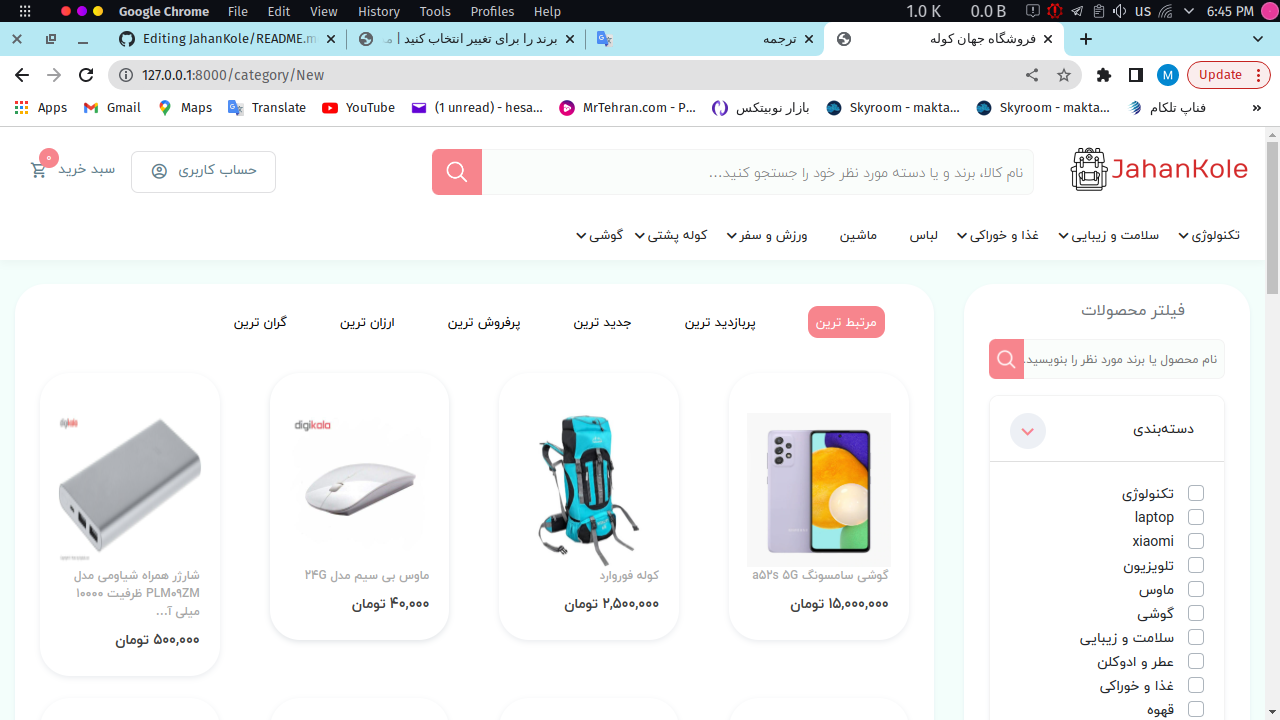 Google Chrome File Edit View History Tools Profiles Help 1.0 K 0.0 B us 6:45 PM
Editing JahanKole/README.m
برند را برای تغییر انتخاب کنید | ما
ترجمه
فروشگاه جهان کوله
127.0.0.1:8000/category/New
M
Update
Apps Gmail Maps Translate YouTube (1 unread) - hesa... MrTehran.com - P... بازار نوبیتکس Skyroom - makta... Skyroom - makta... فناپ تلکام »
JahanKole
نام کالا، برند و یا دسته مورد نظر خود را جستجو کنید...
حساب کاربری
سبد خرید
۰
تکنولوژی
سلامت و زیبایی
غذا و خوراکی
لباس
ماشین
ورزش و سفر
کوله پشتی
گوشی
فیلتر محصولات
نام محصول یا برند مورد نظر را بنویسید.
دسته‌بندی
تکنولوژی
laptop
xiaomi
تلویزیون
ماوس
گوشی
سلامت و زیبایی
عطر و ادوکلن
غذا و خوراکی
قهوه
مرتبط ترین
پربازدید ترین
جدید ترین
پرفروش ترین
ارزان ترین
گران ترین
گوشی سامسونگ a۵۲s ۵G
۱۵,۰۰۰,۰۰۰ تومان
کوله فوروارد
۲,۵۰۰,۰۰۰ تومان
digikala
ماوس بی سیم مدل ۲۴G
۴۰,۰۰۰ تومان
شارژر همراه شیاومی مدل
PLM۰۹ZM ظرفیت ۱۰۰۰۰
میلی آ...
۵۰۰,۰۰۰ تومان